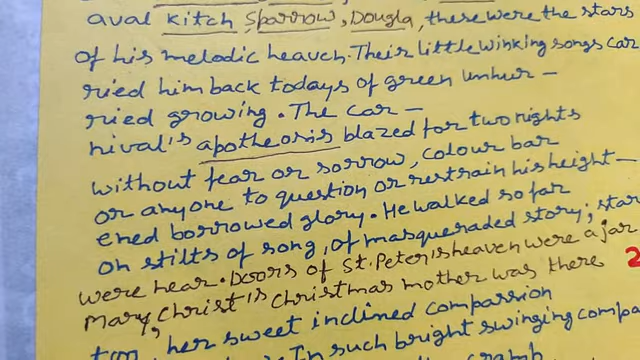 aval kitch, Sparrow, Dougla, these were the stars
of his melodic heaven. Their little winking songs car
ried him back todays of green unhur-
ried growing. The car-
nival's apotheosis blazed for two nights
without fear or sorrow, colour bar
or anyone to question or restrain his height-
ened borrowed glory. He walked so far
on stilts of song, of masqueraded story; star
were near. Doors of St. Peter's heaven were ajar
Mary, Christ's Christmas mother was there
too, her sweet inclined compassion
In such bright swinging compa
cramp
2